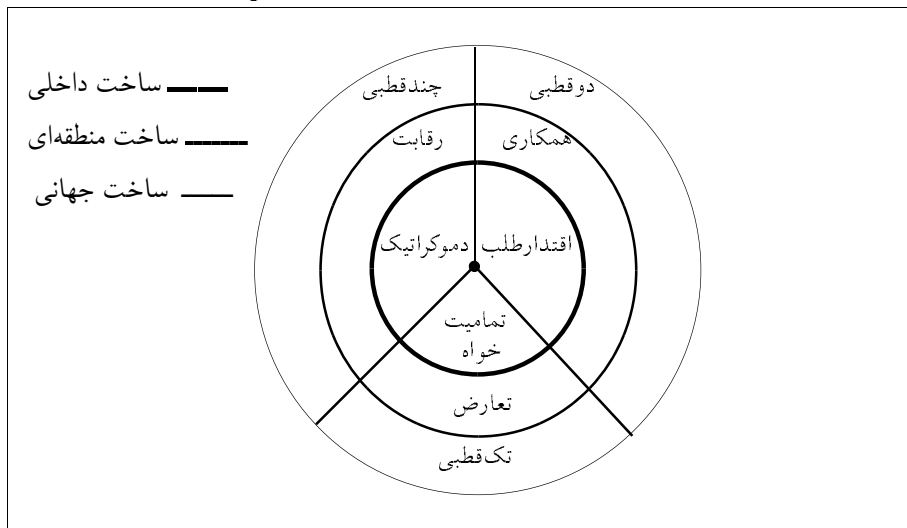 ساخت داخلی
ساخت منطقه‌ای
ساخت جهانی
دوقطبی
چندقطبی
همکاری
رقابت
اقتدارطلب
دموکراتیک
تمامیت
خواه
تعارض
تک‌قطبی